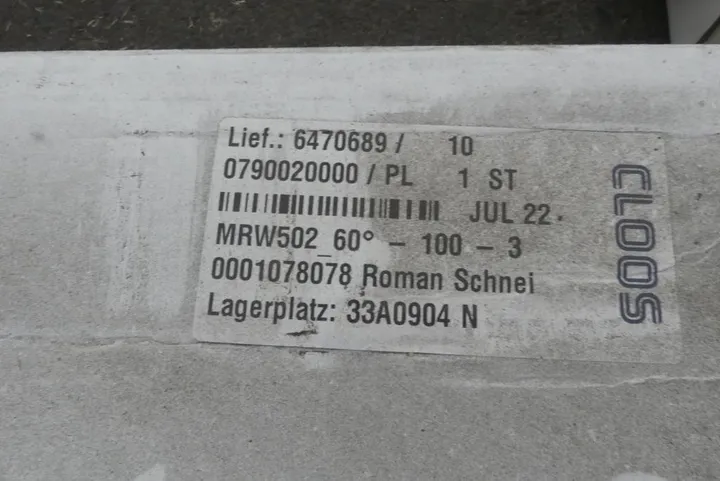 Lief.: 6470689 / 10
0790020000 / PL 1 ST
JUL 22.
MRW502_60° - 100 - 3
0001078078 Roman Schnei
Lagerplatz: 33A0904 N
CLOOS